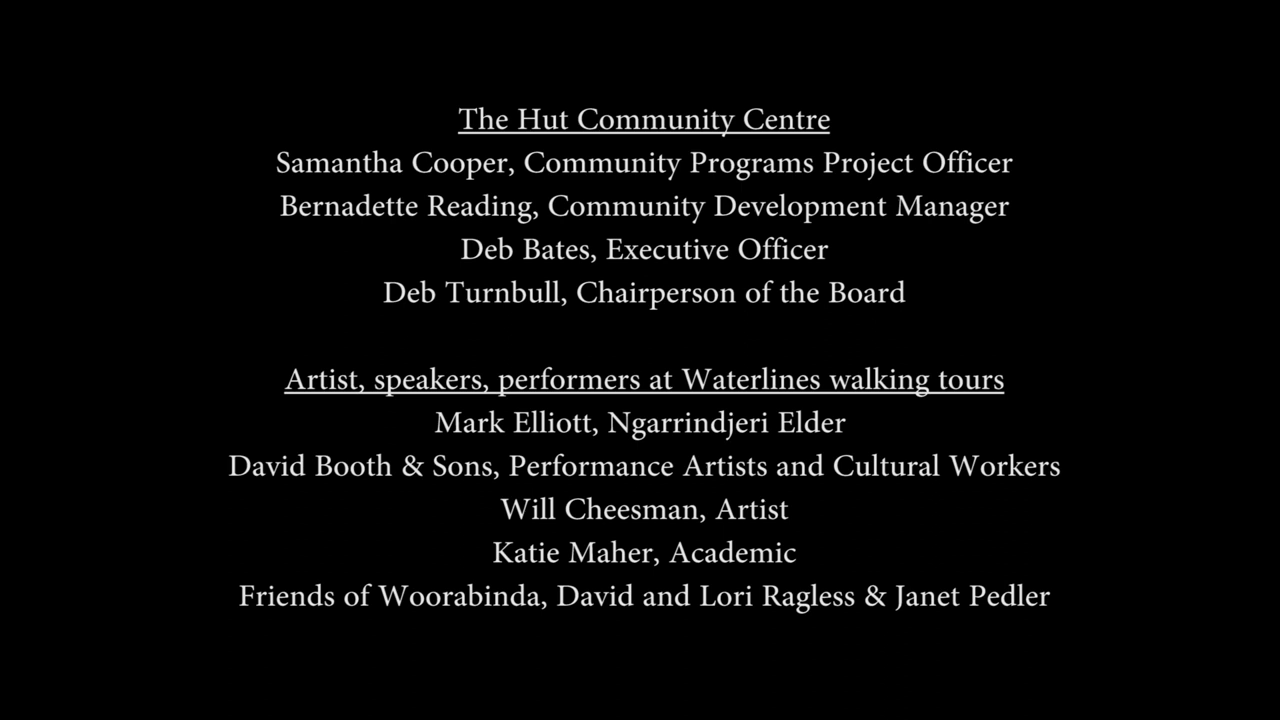 The Hut Community Centre
Samantha Cooper, Community Programs Project Officer
Bernadette Reading, Community Development Manager
Deb Bates, Executive Officer
Deb Turnbull, Chairperson of the Board
Artist, speakers, performers at Waterlines walking tours
Mark Elliott, Ngarrindjeri Elder
David Booth & Sons, Performance Artists and Cultural Workers
Will Cheesman, Artist
Katie Maher, Academic
Friends of Woorabinda, David and Lori Ragless & Janet Pedler